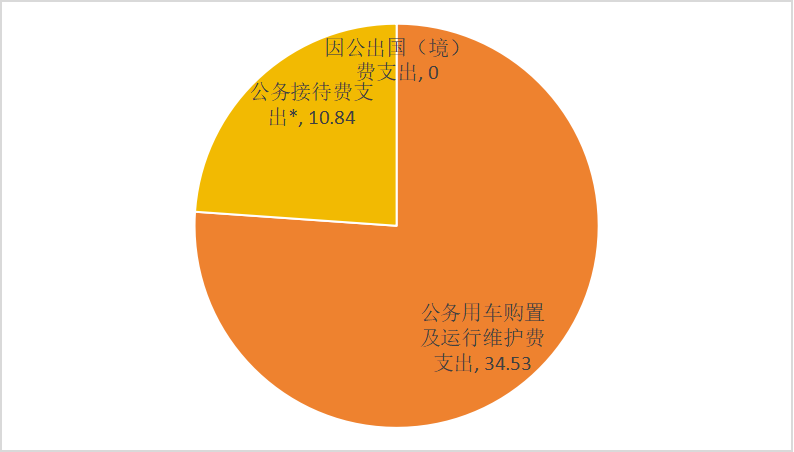 因公出国（境）
费支出, 0
公务接待费支
出*, 10.84
公务用车购置
及运行维护费
支出, 34.53